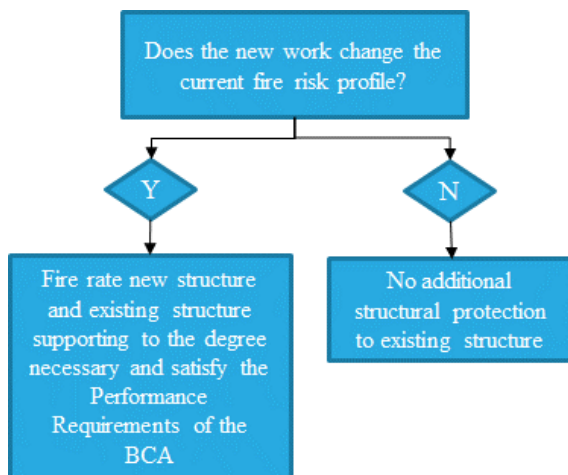 Does the new work change the
current fire risk profile?
Y
N
Fire rate new structure
and existing structure
supporting to the degree
necessary and satisfy the
Performance
Requirements of the
BCA
No additional
structural protection
to existing structure